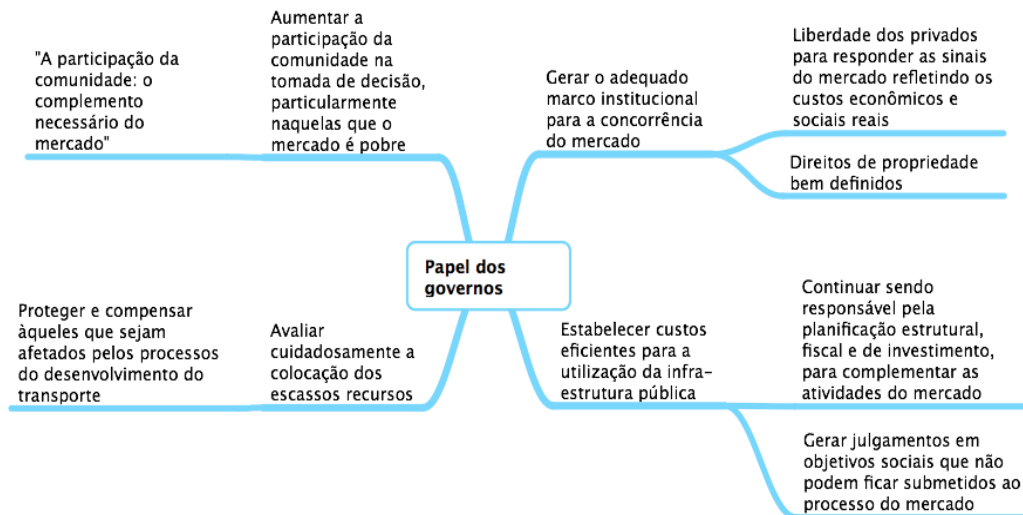 "A participação da
comunidade: o
complemento
necessário do
mercado"
Aumentar a
participação da
comunidade na
tomada de decisão,
particularmente
naquelas que o
mercado é pobre
Gerar o adequado
marco institucional
para a concorrência
do mercado
Liberdade dos privados
para responder as sinais
do mercado refletindo os
custos econômicos e
sociais reais
Direitos de propriedade
bem definidos
Papel dos
governos
Proteger e compensar
àqueles que sejam
afetados pelos processos
do desenvolvimento do
transporte
Avaliar
cuidadosamente a
colocação dos
escassos recursos
Estabelecer custos
eficientes para a
utilização da infra-
estrutura pública
Continuar sendo
responsável pela
planificação estrutural,
fiscal e de investimento,
para complementar as
atividades do mercado
Gerar julgamentos em
objetivos sociais que não
podem ficar submetidos ao
processo do mercado